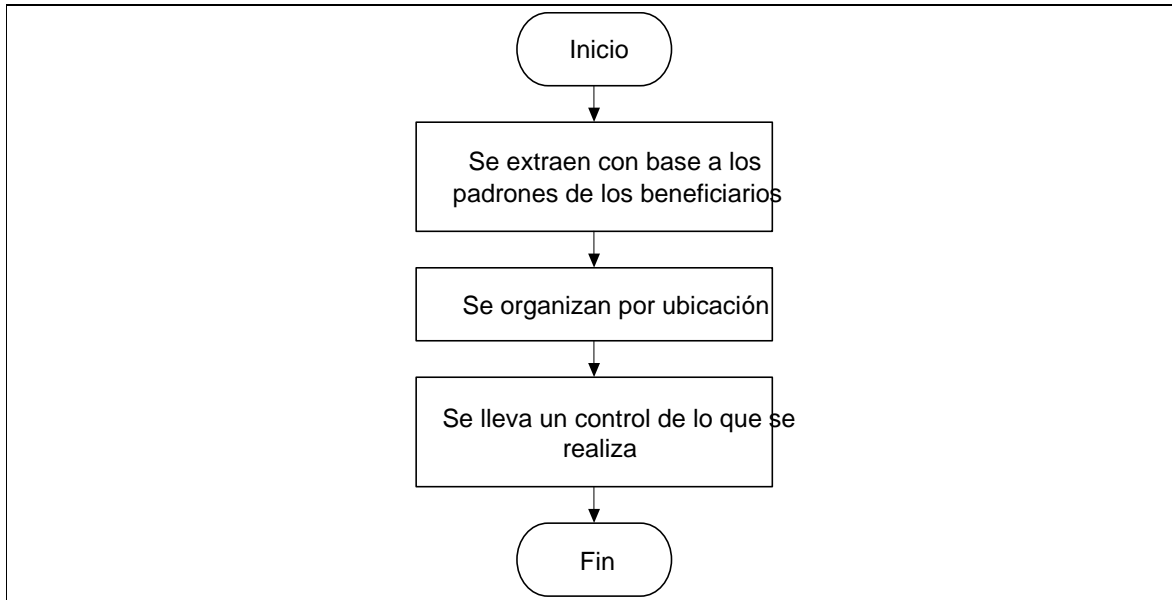 Inicio
Se extraen con base a los
padrones de los beneficiarios
Se organizan por ubicación
Se lleva un control de lo que se
realiza
Fin